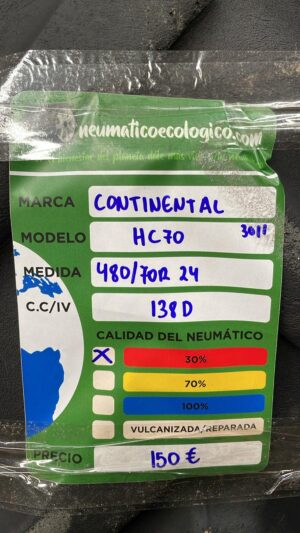 neumaticoecologico.com
MARCA CONTINENTAL
MODELO HC70 3011
MEDIDA 480/70R 24
C.C/IV 138D
CALIDAD DEL NEUMÁTICO
X 30%
70%
100%
VULCANIZADA/REPARADA
PRECIO 150 €